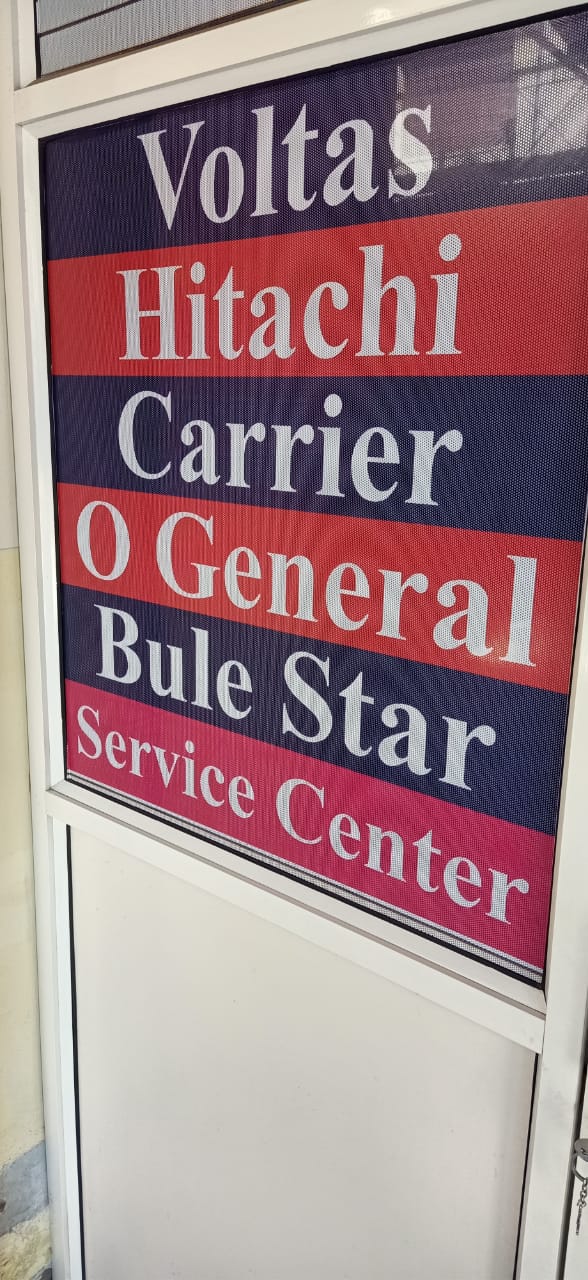 Voltas
Hitachi
Carrier
O General
Bule Star
Service Center